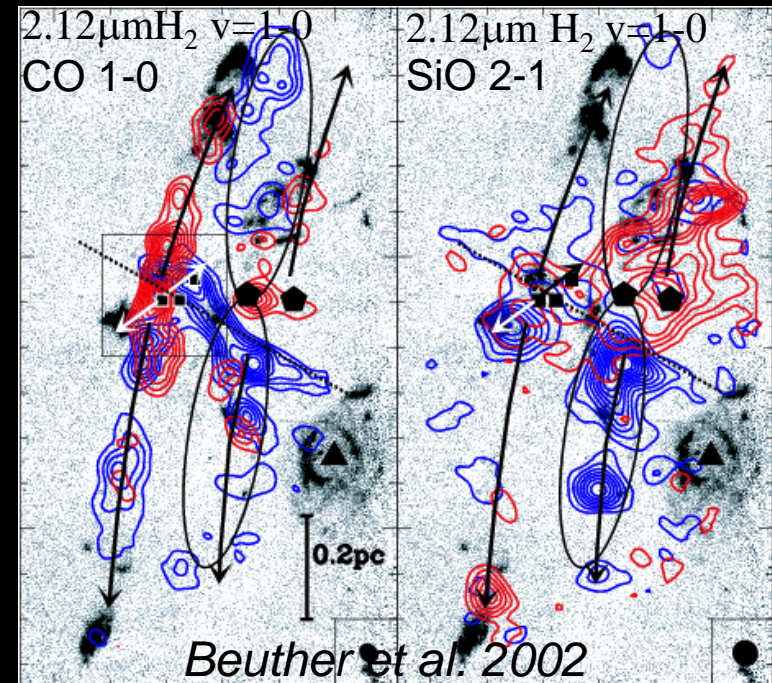 2.12μmH₂ v=1-0
CO 1-0
2.12μm H₂ v=1-0
SiO 2-1
0.2pc
Beuther et al. 2002